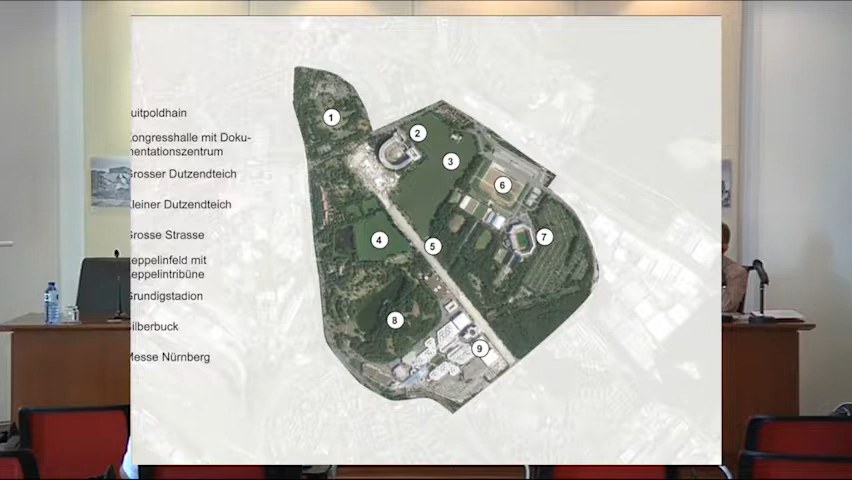 uitpoldhain
ongresshalle mit Doku-
mentationszentrum
Grosser Dutzendteich
leiner Dutzendteich
Grosse Strasse
eppelinfeld mit
eppelintribüne
Grundigstadion
ilberbuck
Messe Nürnberg
1
2
3
4
5
6
7
8
9